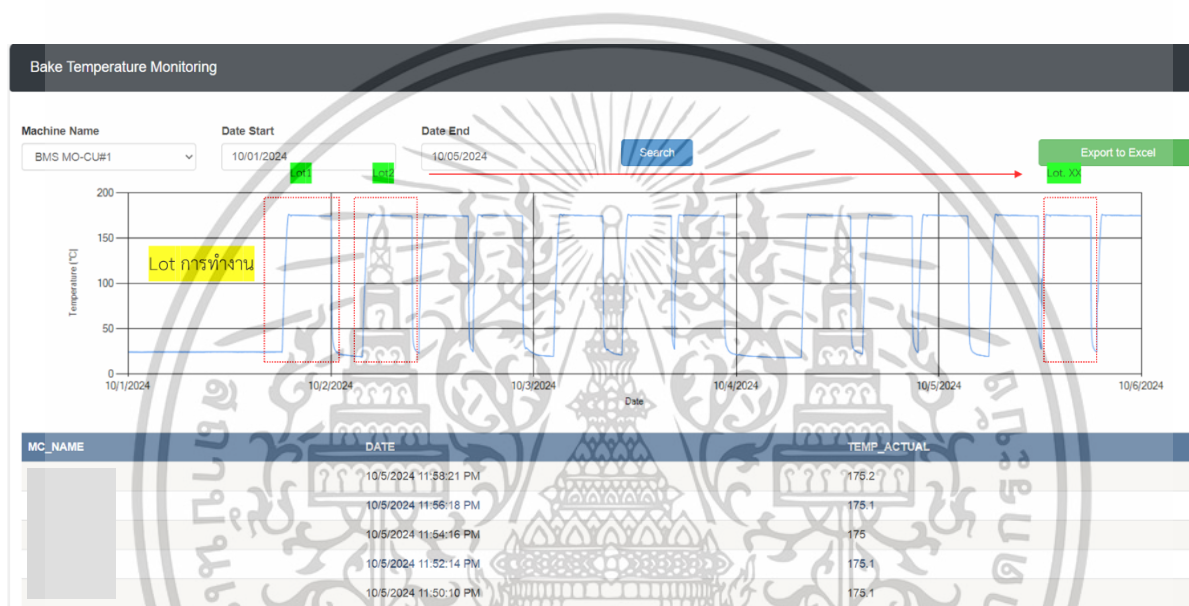 Bake Temperature Monitoring
Machine Name Date Start Date End
BMS MO-CU#1 10/01/2024 10/05/2024 Search Export to Excel
Lot1 Lot2 Lot. XX
200
150
Lot การทำงาน
100
50
0
Temperature (°C)
10/1/2024 10/2/2024 10/3/2024 10/4/2024 10/5/2024 10/6/2024
Date
MC_NAME DATE TEMP_ACTUAL
10/5/2024 11:58:21 PM 175.2
10/5/2024 11:56:18 PM 175.1
10/5/2024 11:54:16 PM 175
10/5/2024 11:52:14 PM 175.1
10/5/2024 11:50:10 PM 175.1